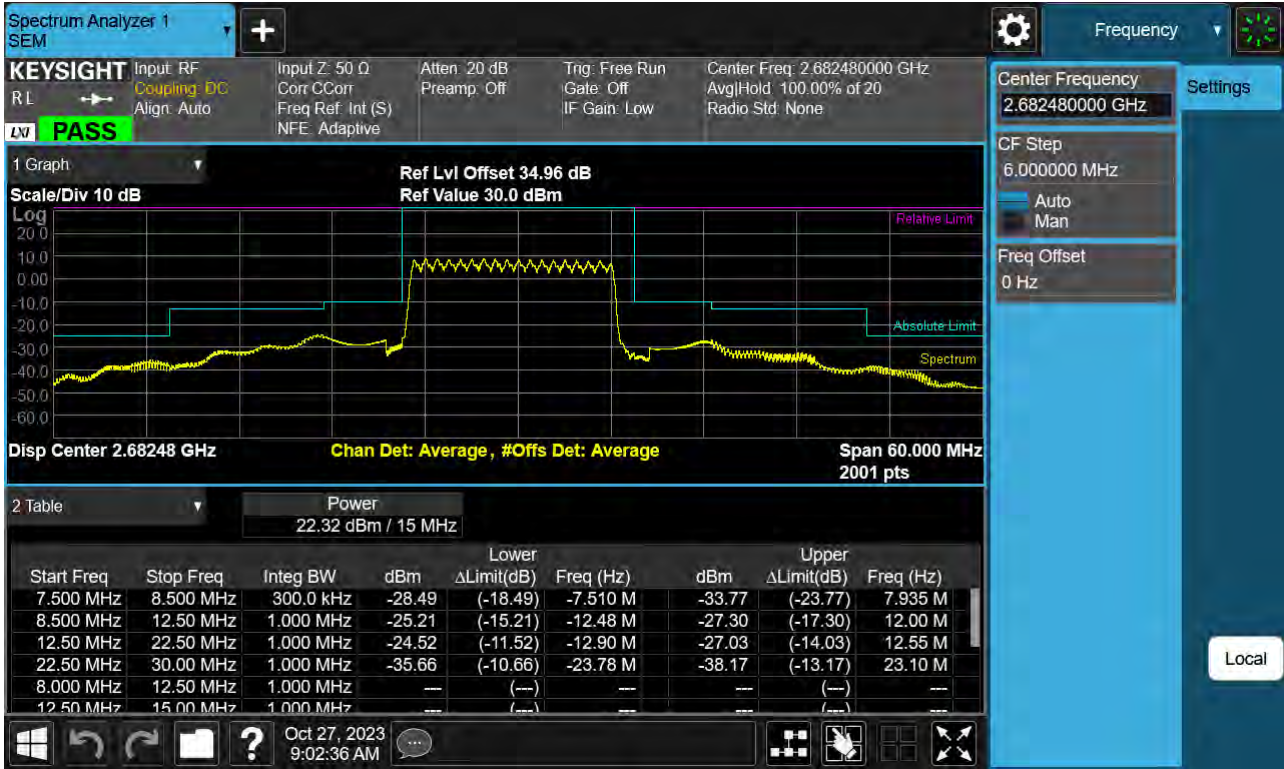 Spectrum Analyzer 1
SEM
Frequency
KEYSIGHT
Input: RF
Coupling: DC
Align: Auto
Input Z: 50 Ω
Corr CCorr
Freq Ref: Int (S)
NFE: Adaptive
Atten: 20 dB
Preamp: Off
Trig: Free Run
Gate: Off
IF Gain: Low
Center Freq: 2.682480000 GHz
Avg|Hold: 100.00% of 20
Radio Std: None
R L
LXI PASS
Center Frequency
2.682480000 GHz
Settings
CF Step
6.000000 MHz
Auto
Man
Freq Offset
0 Hz
Local
1 Graph
Scale/Div 10 dB
Ref Lvl Offset 34.96 dB
Ref Value 30.0 dBm
Log
20.0
10.0
0.00
-10.0
-20.0
-30.0
-40.0
-50.0
-60.0
Relative Limit
Absolute Limit
Spectrum
Disp Center 2.68248 GHz
Chan Det: Average, #Offs Det: Average
Span 60.000 MHz
2001 pts
2 Table
Power
22.32 dBm / 15 MHz
Lower Upper
Start Freq Stop Freq Integ BW dBm ΔLimit(dB) Freq (Hz) dBm ΔLimit(dB) Freq (Hz)
7.500 MHz 8.500 MHz 300.0 kHz -28.49 (-18.49) -7.510 M -33.77 (-23.77) 7.935 M
8.500 MHz 12.50 MHz 1.000 MHz -25.21 (-15.21) -12.48 M -27.30 (-17.30) 12.00 M
12.50 MHz 22.50 MHz 1.000 MHz -24.52 (-11.52) -12.90 M -27.03 (-14.03) 12.55 M
22.50 MHz 30.00 MHz 1.000 MHz -35.66 (-10.66) -23.78 M -38.17 (-13.17) 23.10 M
8.000 MHz 12.50 MHz 1.000 MHz --- (---) --- --- (---) ---
12.50 MHz 15.00 MHz 1.000 MHz --- (---) --- --- (---) ---
Oct 27, 2023
9:02:36 AM